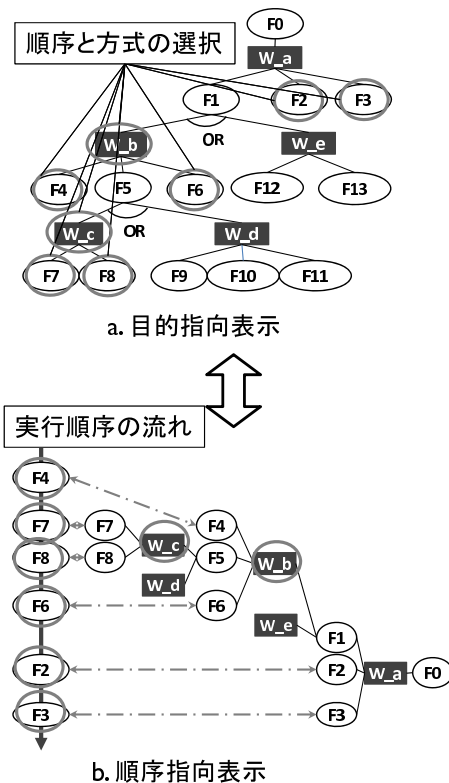 F0
順序と方式の選択
W_a
F1 F2 F3
OR
W_b W_e
F4 F5 F6 F12 F13
W_c OR W_d
F7 F8 F9 F10 F11
a. 目的指向表示
実行順序の流れ
F4
F7 F7 F4
W_c
F8 F8 F5 W_b
W_d
F6 F6
W_e F1
F2 F2 W_a F0
F3 F3
b. 順序指向表示